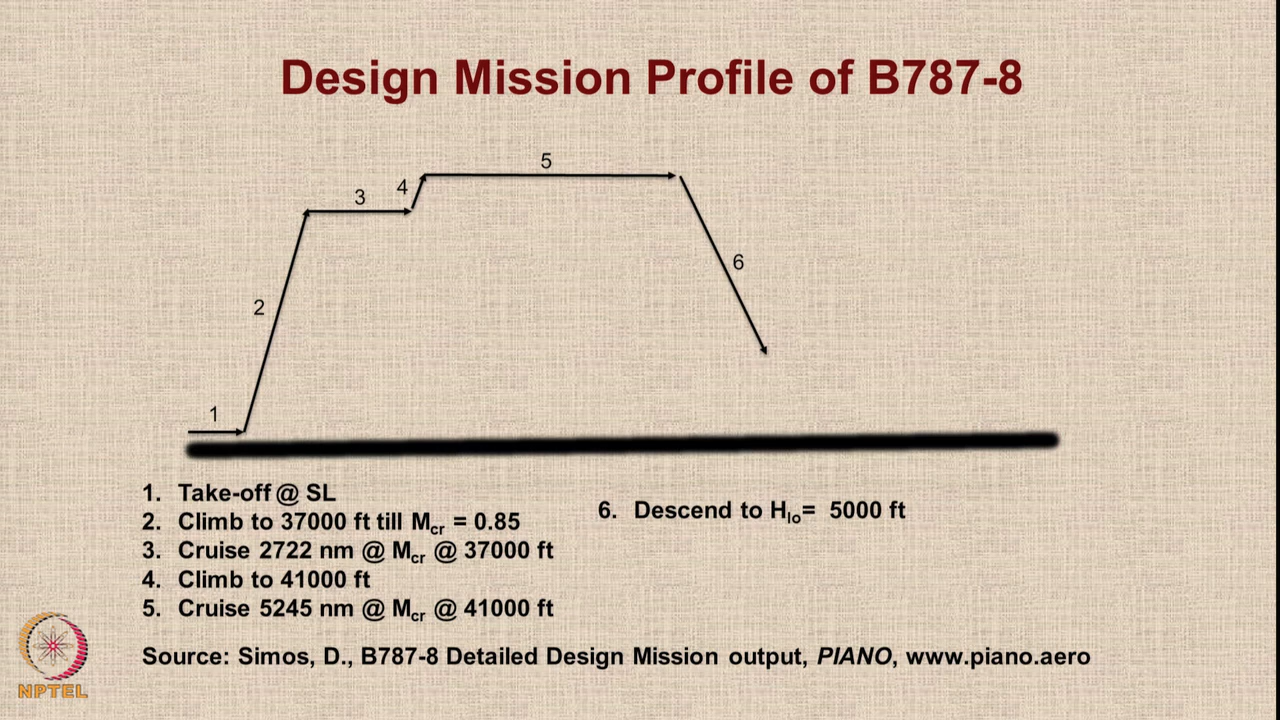 Design Mission Profile of B787-8
5
4
3
6
2
1
1. Take-off @ SL
2. Climb to 37000 ft till Mcr = 0.85
3. Cruise 2722 nm @ Mcr @ 37000 ft
4. Climb to 41000 ft
5. Cruise 5245 nm @ Mcr @ 41000 ft
6. Descend to Hlo= 5000 ft
Source: Simos, D., B787-8 Detailed Design Mission output, PIANO, www.piano.aero
NPTEL